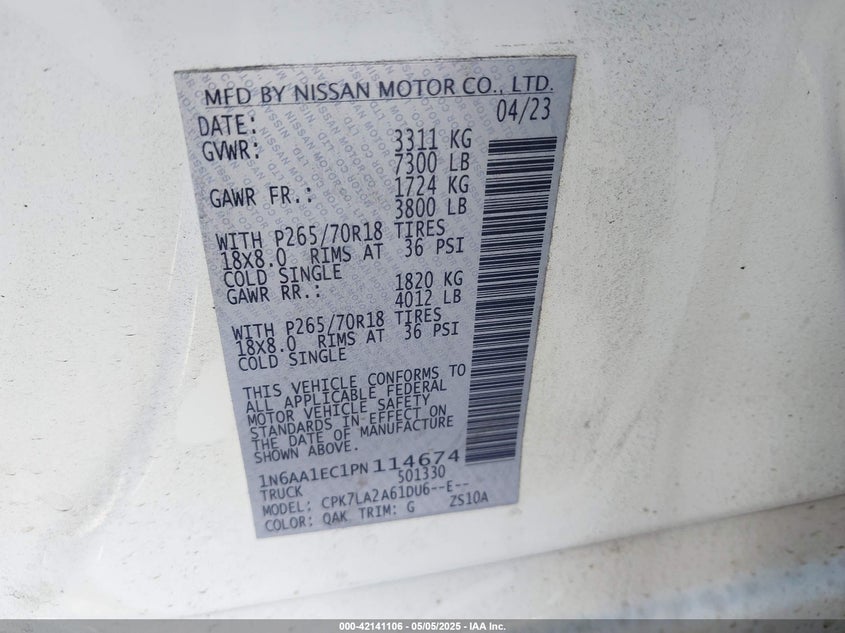 MFD BY NISSAN MOTOR CO., LTD.
DATE: 04/23
GVWR: 3311 KG
7300 LB
GAWR FR.: 1724 KG
3800 LB
WITH P265/70R18 TIRES
18X8.0 RIMS AT 36 PSI
COLD SINGLE
GAWR RR.: 1820 KG
4012 LB
WITH P265/70R18 TIRES
18X8.0 RIMS AT 36 PSI
COLD SINGLE
THIS VEHICLE CONFORMS TO
ALL APPLICABLE FEDERAL
MOTOR VEHICLE SAFETY
STANDARDS IN EFFECT ON
THE DATE OF MANUFACTURE
SHOWN ABOVE.
1N6AA1EC1PN114674
TRUCK 501330
MODEL: CPK7LA2A61DU6--E--
COLOR: QAK TRIM: G ZS10A
000-42141106 - 05/05/2025 - IAA Inc.